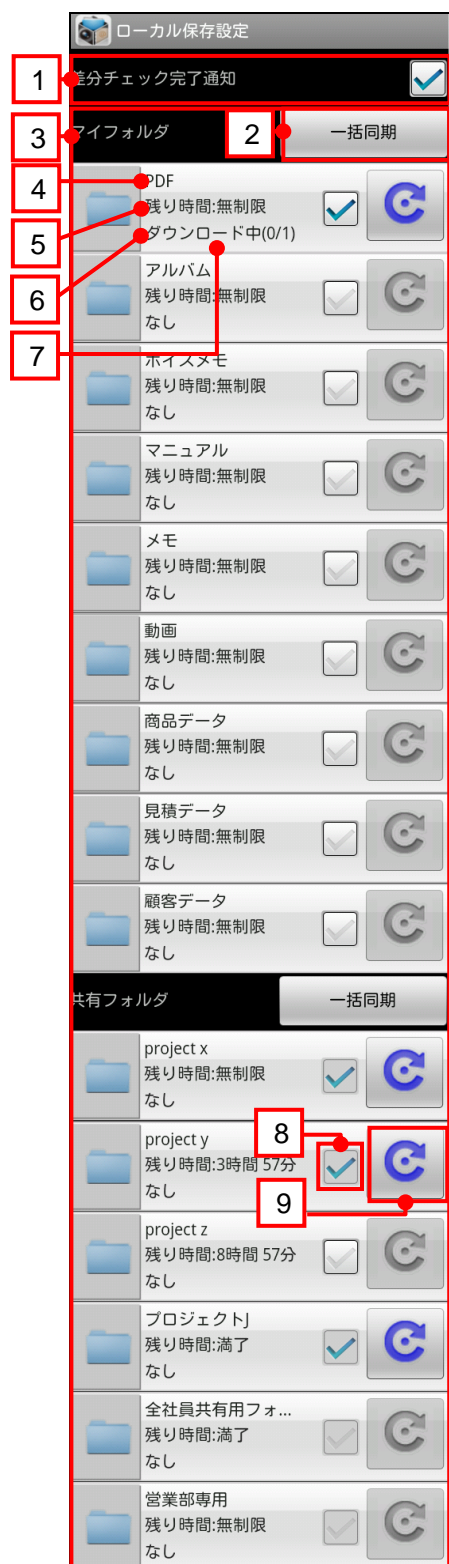 ローカル保存設定
1
差分チェック完了通知
3
マイフォルダ
2
一括同期
4
PDF
5
残り時間:無制限
6
ダウンロード中(0/1)
7
アルバム
残り時間:無制限
なし
ボイスメモ
残り時間:無制限
なし
マニュアル
残り時間:無制限
なし
メモ
残り時間:無制限
なし
動画
残り時間:無制限
なし
商品データ
残り時間:無制限
なし
見積データ
残り時間:無制限
なし
顧客データ
残り時間:無制限
なし
共有フォルダ
一括同期
project x
残り時間:無制限
なし
project y
8
残り時間:3時間 57分
なし
9
project z
残り時間:8時間 57分
なし
プロジェクトJ
残り時間:満了
なし
全社員共有用フォ...
残り時間:満了
なし
営業部専用
残り時間:無制限
なし